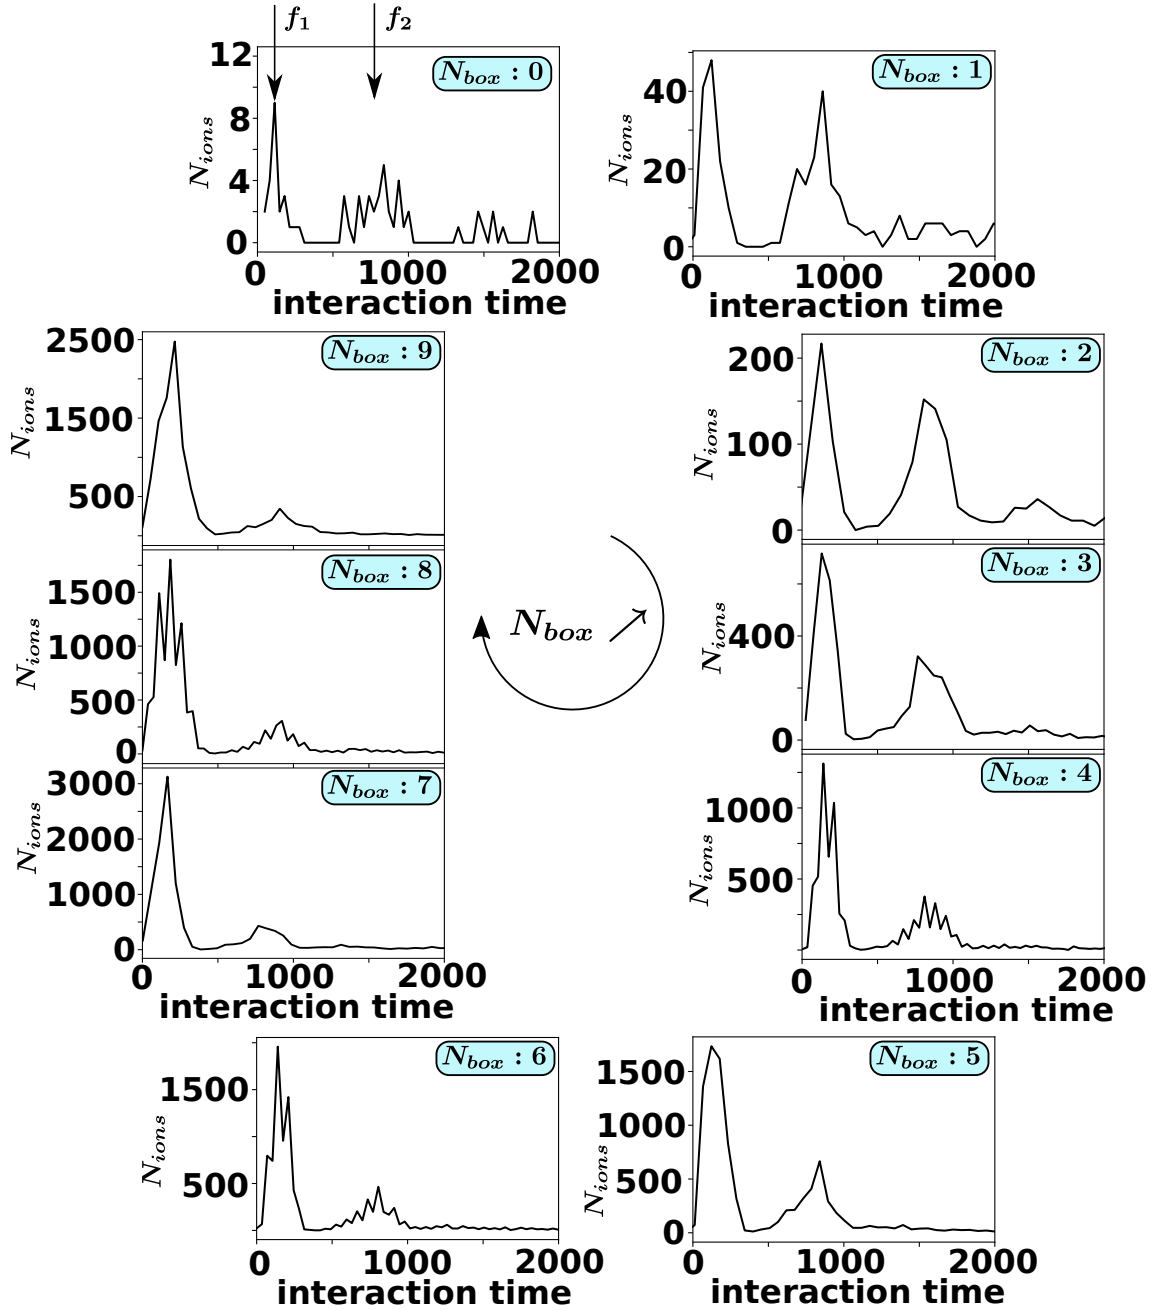 f1 f2
12
8
4
0
N_ions
N_box : 0
0 1000 2000
interaction time
40
20
0
N_ions
N_box : 1
0 1000 2000
interaction time
2500
1500
500
N_ions
N_box : 9
200
100
0
N_ions
N_box : 2
1500
1000
500
0
N_ions
N_box : 8
N_box
400
0
N_ions
N_box : 3
3000
2000
1000
0
N_ions
N_box : 7
0 1000 2000
interaction time
1000
500
N_ions
N_box : 4
0 1000 2000
interaction time
1500
500
N_ions
N_box : 6
0 1000 2000
interaction time
1500
1000
500
0
N_ions
N_box : 5
0 1000 2000
interaction time